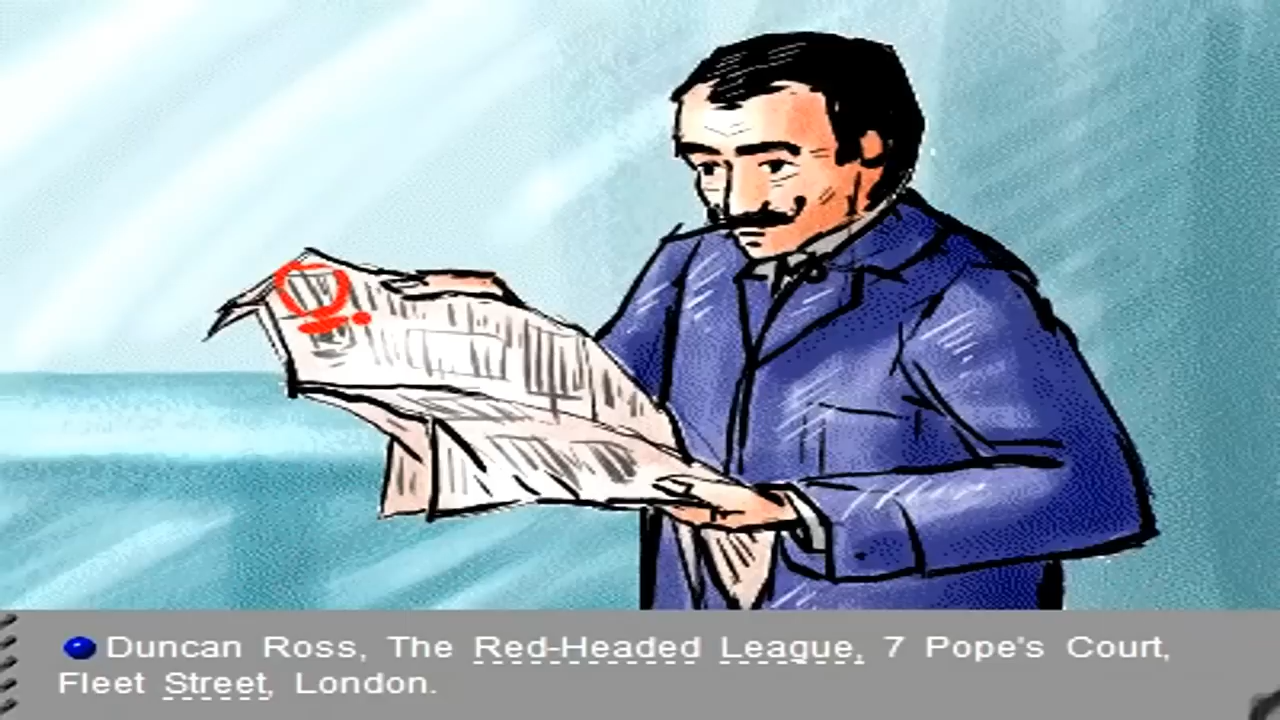 Duncan Ross, The Red-Headed League, 7 Pope's Court,
Fleet Street, London.